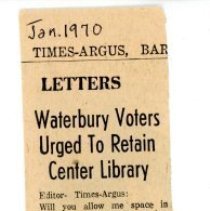 Jan. 1970
TIMES-ARGUS, BAR
LETTERS
Waterbury Voters
Urged To Retain
Center Library
Editor- Times-Argus:
Will you allow me space in